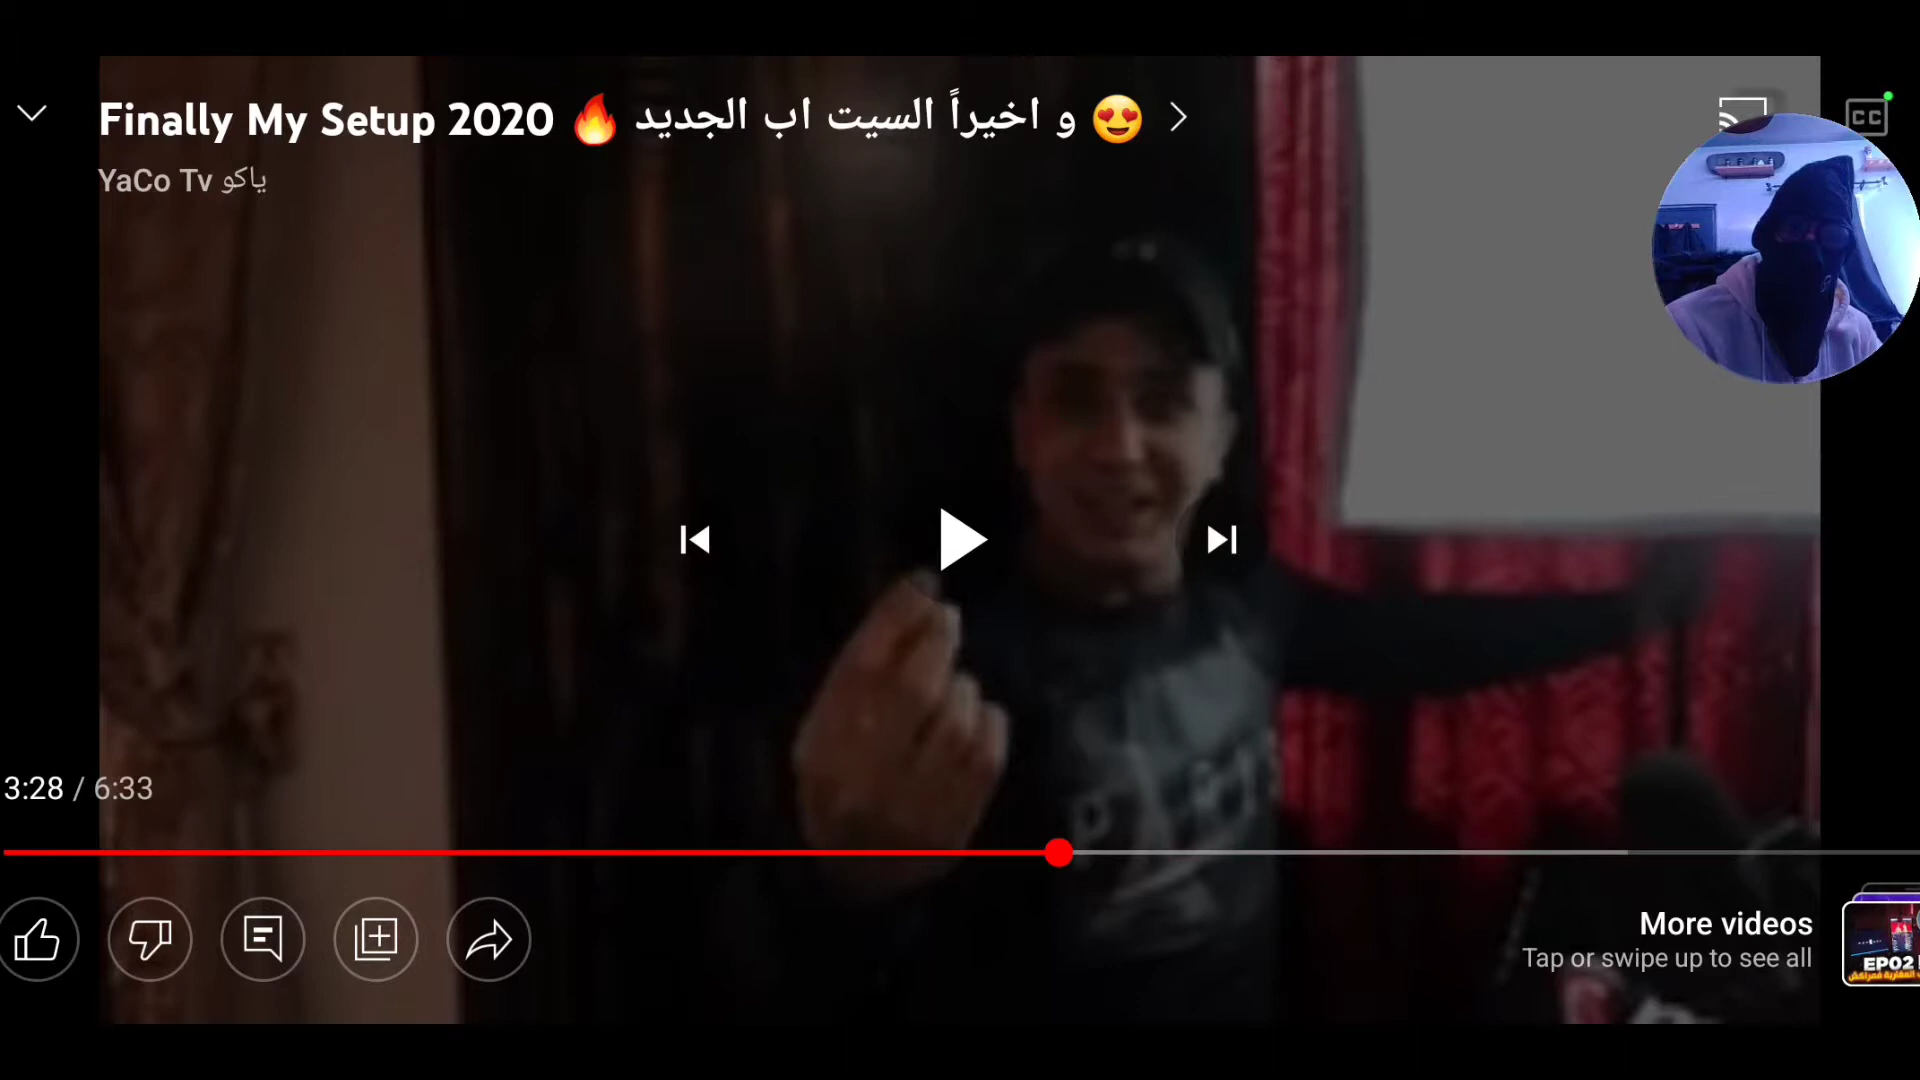 Finally My Setup 2020 🔥 و اخيراً السيت اب الجديد 😍
YaCo Tv ياكو
CC
3:28 / 6:33
More videos
Tap or swipe up to see all
EP02